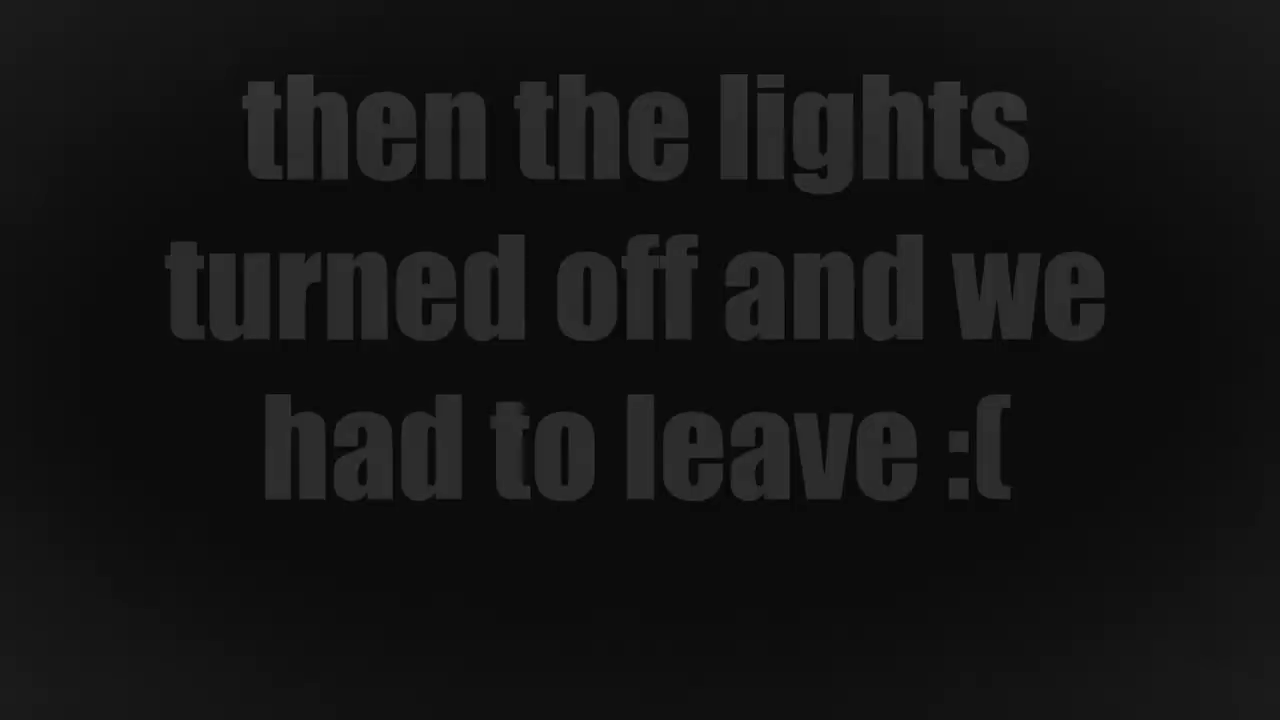 then the lights
turned off and we
had to leave :(